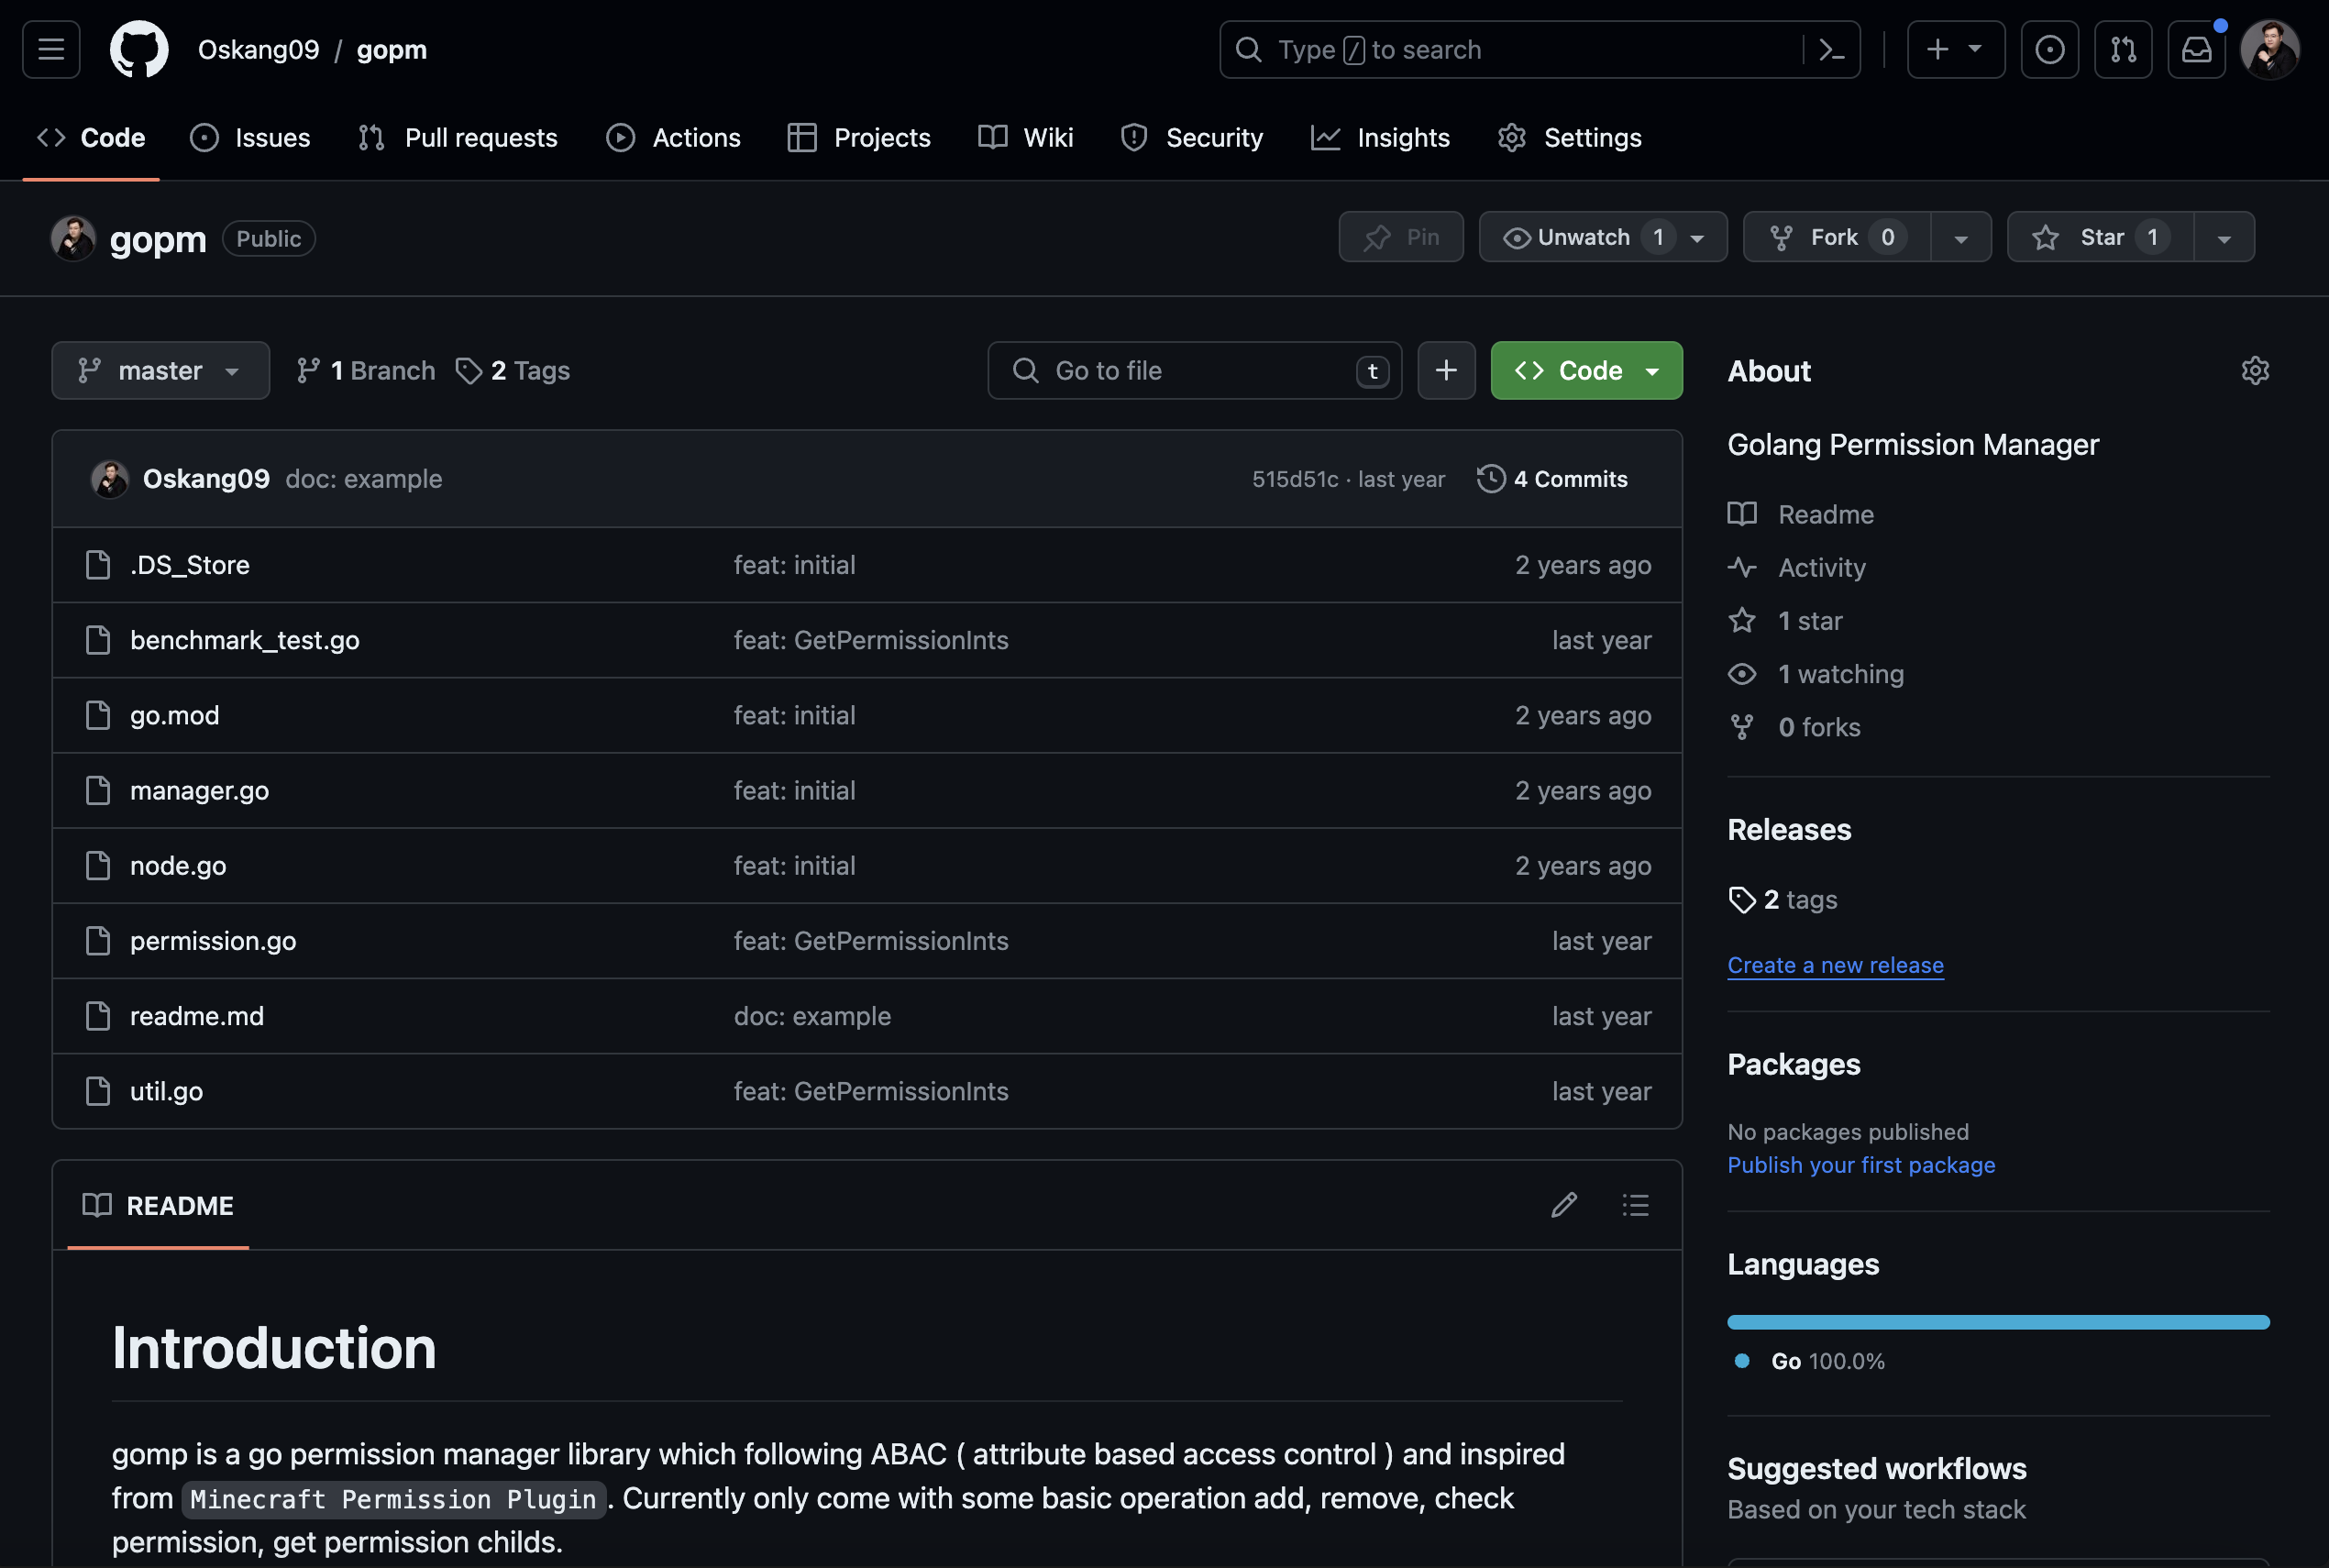 Oskang09 / gopm
Type / to search
Code Issues Pull requests Actions Projects Wiki Security Insights Settings
gopm Public
Pin Unwatch 1 Fork 0 Star 1
master 1 Branch 2 Tags
Go to file t
Code
Oskang09 doc: example 515d51c · last year 4 Commits
.DS_Store feat: initial 2 years ago
benchmark_test.go feat: GetPermissionInts last year
go.mod feat: initial 2 years ago
manager.go feat: initial 2 years ago
node.go feat: initial 2 years ago
permission.go feat: GetPermissionInts last year
readme.md doc: example last year
util.go feat: GetPermissionInts last year
README
Introduction
gomp is a go permission manager library which following ABAC ( attribute based access control ) and inspired
from Minecraft Permission Plugin. Currently only come with some basic operation add, remove, check
permission, get permission childs.
About
Golang Permission Manager
Readme
Activity
1 star
1 watching
0 forks
Releases
2 tags
Create a new release
Packages
No packages published
Publish your first package
Languages
Go 100.0%
Suggested workflows
Based on your tech stack